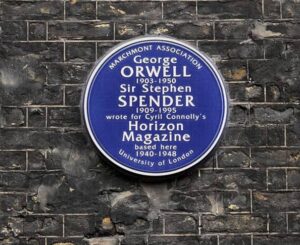 MARCHMONT ASSOCIATION
George
ORWELL
1903-1950
Sir Stephen
SPENDER
1909-1995
wrote for Cyril Connolly's
Horizon
Magazine
based here
1940-1948
University of London